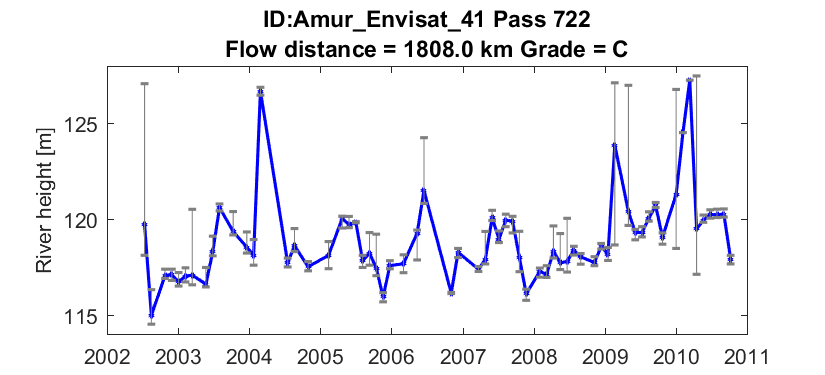 ID:Amur_Envisat_41 Pass 722
Flow distance = 1808.0 km Grade = C
River height [m]
125
120
115
2002 2003 2004 2005 2006 2007 2008 2009 2010 2011